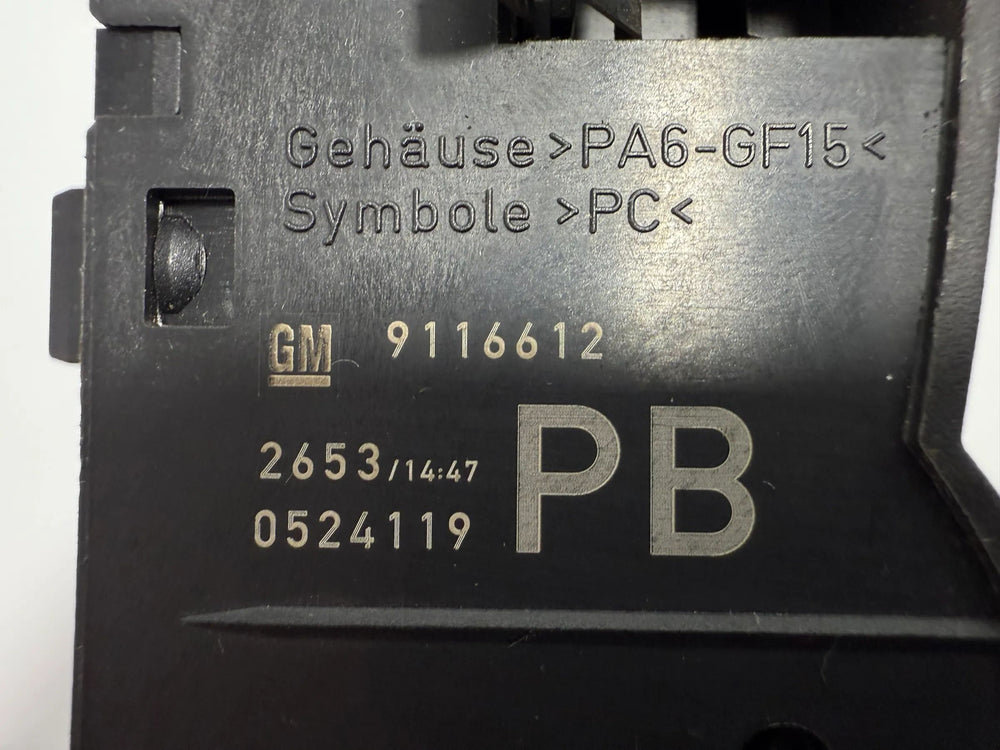 Gehäuse >PA6-GF15<
Symbole >PC<
GM 9116612
2653/14:47
0524119
PB